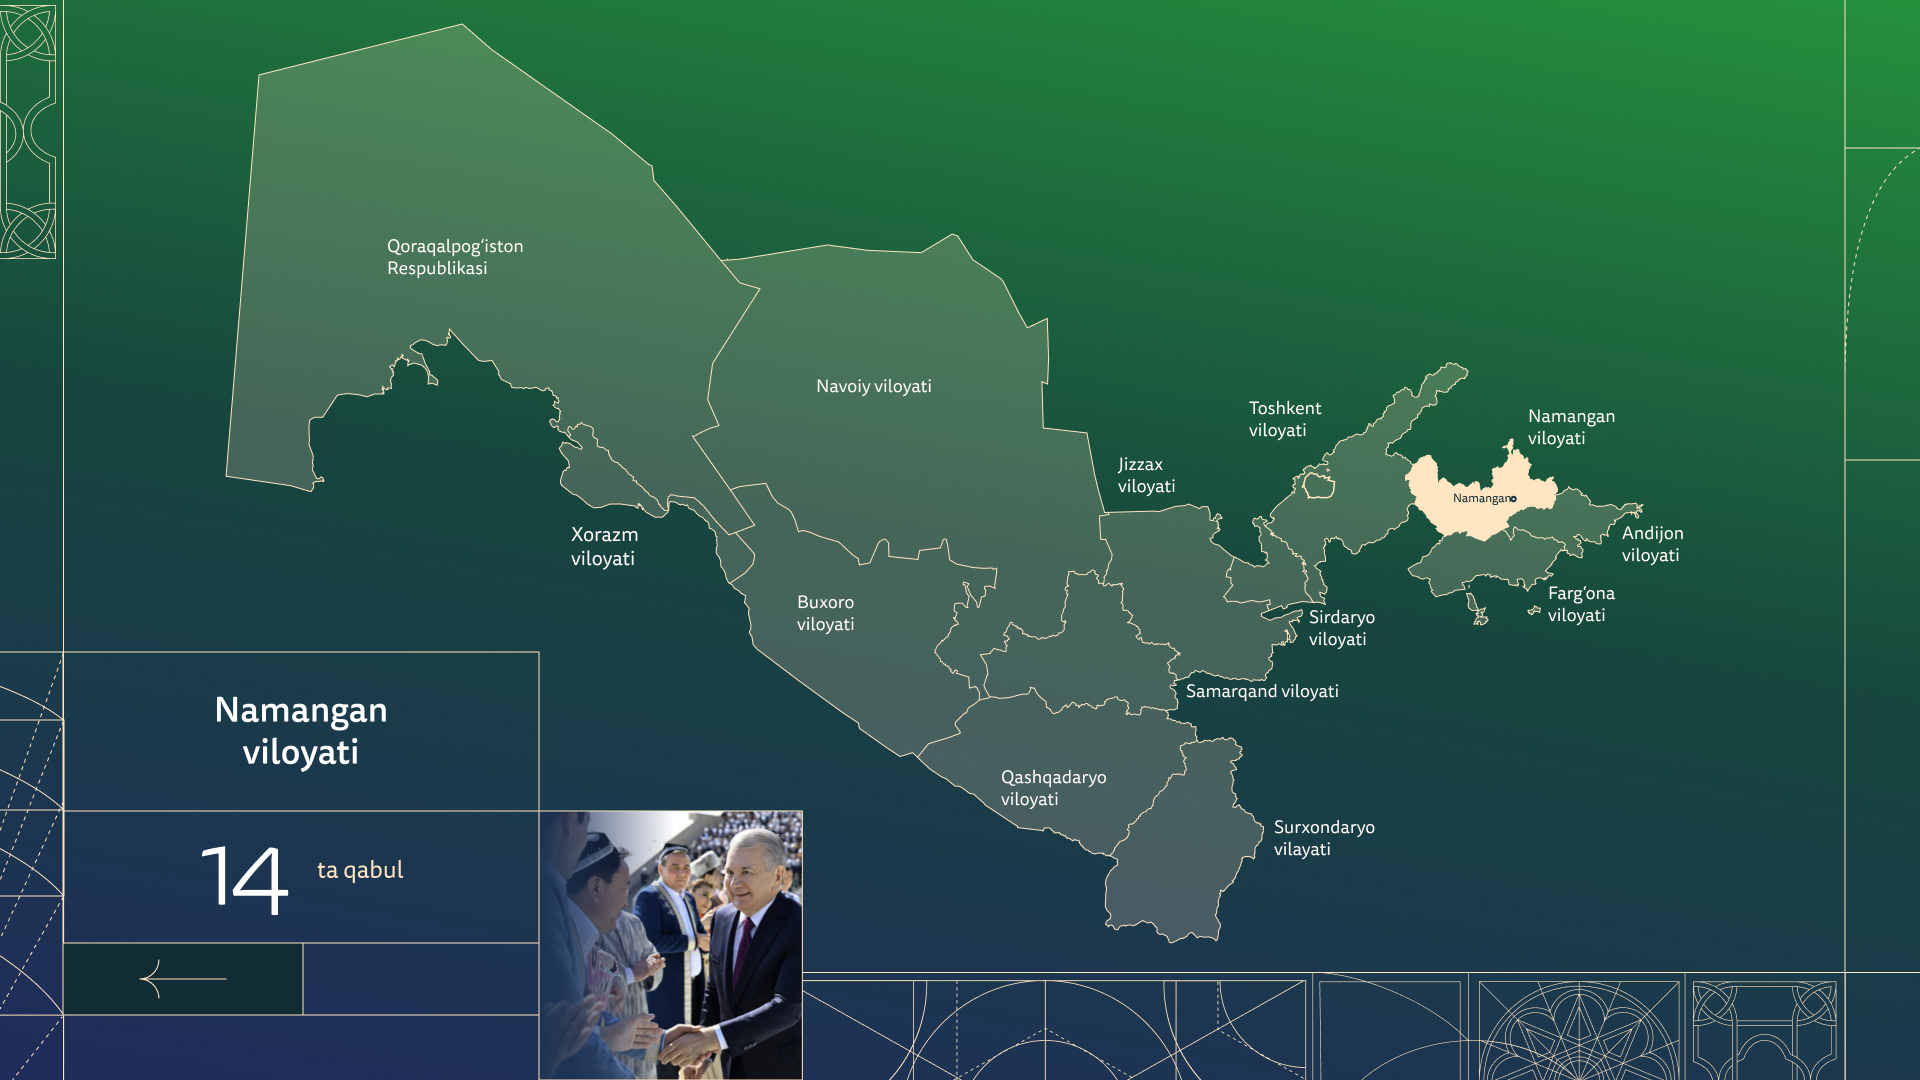 Qoraqalpog‘iston
Respublikasi
Navoiy viloyati
Toshkent
viloyati
Namangan
viloyati
Jizzax
viloyati
Namangan
Xorazm
viloyati
Andijon
viloyati
Buxoro
viloyati
Farg‘ona
viloyati
Sirdaryo
viloyati
Samarqand viloyati
Qashqadaryo
viloyati
Surxondaryo
vilayati
Namangan
viloyati
14 ta qabul